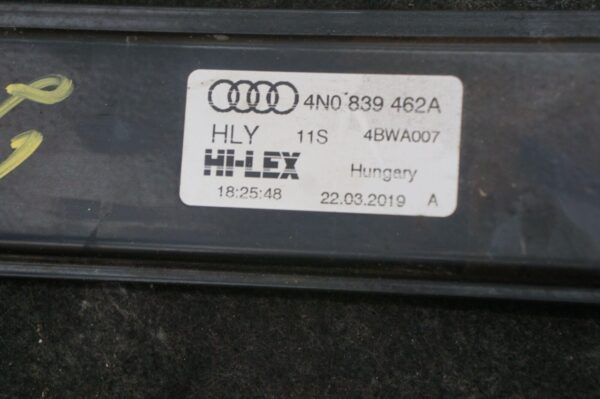 4N0 839 462A
HLY 11S 4BWA007
HI-LEX Hungary
18:25:48 22.03.2019 A